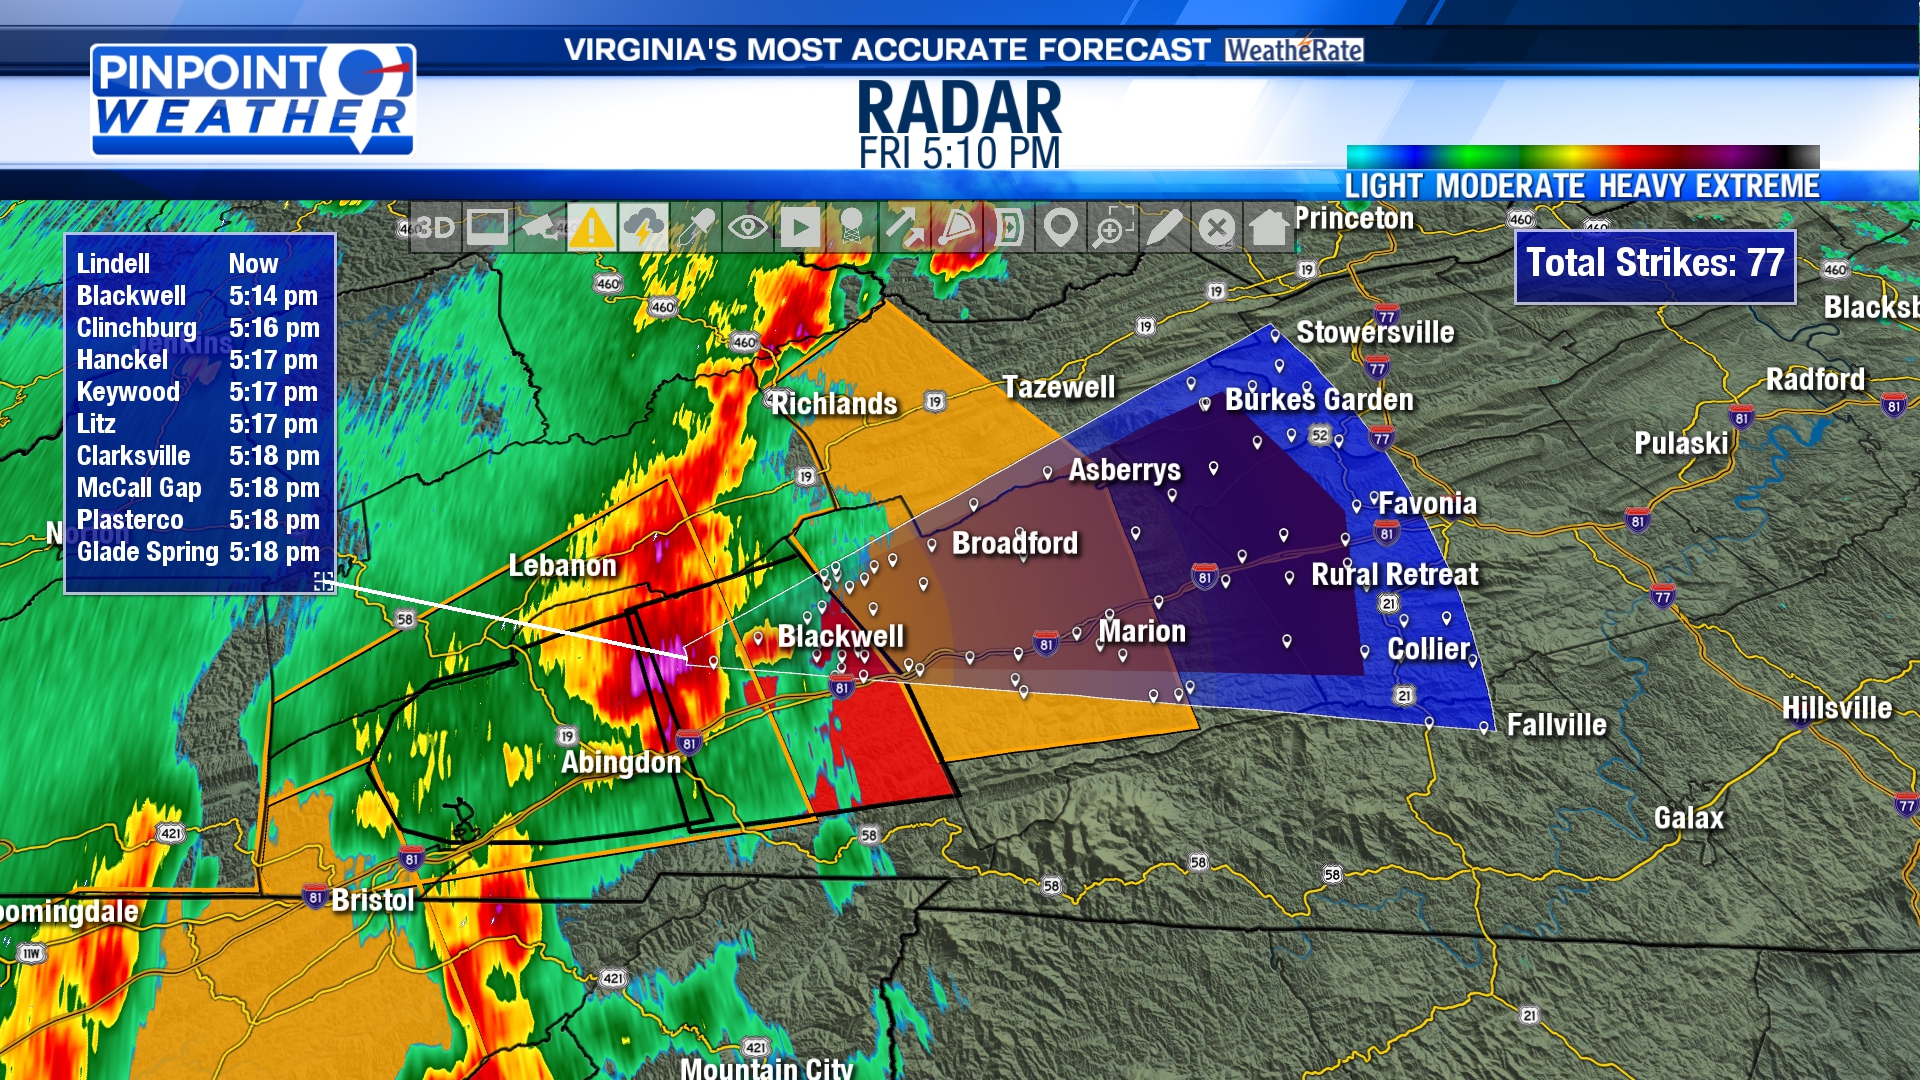 VIRGINIA'S MOST ACCURATE FORECAST WeatheRate
PINPOINT
WEATHER
RADAR
FRI 5:10 PM
LIGHT MODERATE HEAVY EXTREME
3D
Total Strikes: 77
Lindell Now
Blackwell 5:14 pm
Clinchburg 5:16 pm
Hanckel 5:17 pm
Keywood 5:17 pm
Litz 5:17 pm
Clarksville 5:18 pm
McCall Gap 5:18 pm
Plasterco 5:18 pm
Glade Spring 5:18 pm
Princeton
460
460
460
19
19
19
460
460
460
77
Blacksb
Stowersville
Jenkins
77
Radford
Tazewell
Richlands
19
Burkes Garden
81
81
52
77
Pulaski
Asberrys
19
Favonia
81
81
Norton
Broadford
Lebanon
81
Rural Retreat
77
21
58
Blackwell
81
Marion
Collier
81
21
Hillsville
19
81
Fallville
Abingdon
77
Galax
421
58
81
58
58
58
81
Bristol
oomingdale
11W
421
21
421
Mountain City